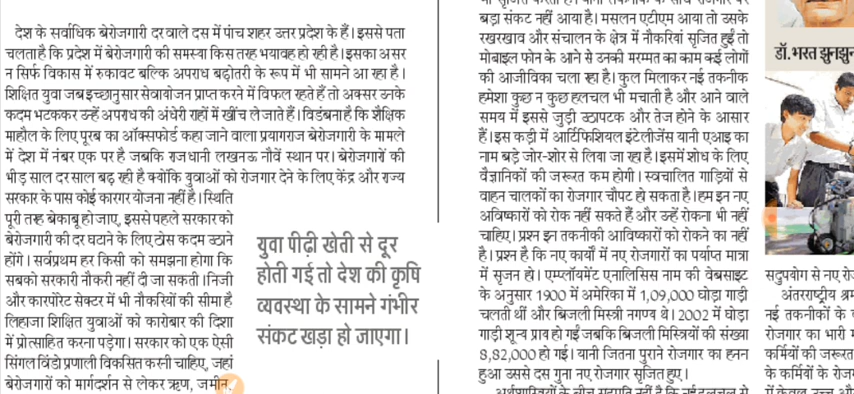 देश के सर्वाधिक बेरोजगारी दर वाले दस में पांच शहर उत्तर प्रदेश के हैं। इससे पता
चलता है कि प्रदेश में बेरोजगारी की समस्या किस तरह भयावह हो रही है। इसका असर
न सिर्फ विकास में रुकावट बल्कि अपराध बढ़ोतरी के रूप में भी सामने आ रहा है।
शिक्षित युवा जब इच्छानुसार सेवायोजन प्राप्त करने में विफल रहते हैं तो अक्सर उनके
कदम भटककर उन्हें अपराध की अंधेरी राहों में खींच ले जाते हैं। विडंबना है कि शैक्षिक
माहौल के लिए पूरब का ऑक्सफोर्ड कहा जाने वाला प्रयागराज बेरोजगारी के मामले
में देश में नंबर एक पर है जबकि राजधानी लखनऊ नौवें स्थान पर। बेरोजगारों की
भीड़ साल दर साल बढ़ रही है क्योंकि युवाओं को रोजगार देने के लिए केंद्र और राज्य
सरकार के पास कोई कारगर योजना नहीं है। स्थिति
पूरी तरह बेकाबू हो जाए, इससे पहले सरकार को
बेरोजगारी की दर घटाने के लिए ठोस कदम उठाने
होंगे। सर्वप्रथम हर किसी को समझना होगा कि
सबको सरकारी नौकरी नहीं दी जा सकती। निजी
और कारपोरेट सेक्टर में भी नौकरियों की सीमा है
लिहाजा शिक्षित युवाओं को कारोबार की दिशा
में प्रोत्साहित करना पड़ेगा। सरकार को एक ऐसी
सिंगल विंडो प्रणाली विकसित करनी चाहिए, जहां
बेरोजगारों को मार्गदर्शन से लेकर ऋण, जमीन,
युवा पीढ़ी खेती से दूर
होती गई तो देश की कृषि
व्यवस्था के सामने गंभीर
संकट खड़ा हो जाएगा।
बड़ा संकट नहीं आया है। मसलन एटीएम आया तो उसके
रखरखाव और संचालन के क्षेत्र में नौकरियां सृजित हुईं तो
मोबाइल फोन के आने से उनकी मरम्मत का काम कई लोगों
की आजीविका चला रहा है। कुल मिलाकर नई तकनीक
हमेशा कुछ न कुछ हलचल भी मचाती है और आने वाले
समय में इससे जुड़ी उठापटक और तेज होने के आसार
हैं। इस कड़ी में आर्टिफिशियल इंटेलीजेंस यानी एआइ का
नाम बड़े जोर-शोर से लिया जा रहा है। इसमें शोध के लिए
वैज्ञानिकों की जरूरत कम होगी। स्वचालित गाड़ियों से
वाहन चालकों का रोजगार चौपट हो सकता है। हम इन नए
अविष्कारों को रोक नहीं सकते हैं और उन्हें रोकना भी नहीं
चाहिए। प्रश्न इन तकनीकी आविष्कारों को रोकने का नहीं
है। प्रश्न है कि नए कार्यों में नए रोजगारों का पर्याप्त मात्रा
में सृजन हो। एम्प्लॉयमेंट एनालिसिस नाम की वेबसाइट
के अनुसार 1900 में अमेरिका में 1,09,000 घोड़ा गाड़ी
चलती थीं और बिजली मिस्त्री नगण्य थे। 2002 में घोड़ा
गाड़ी शून्य प्राय हो गईं जबकि बिजली मिस्त्रियों की संख्या
8,82,000 हो गई। यानी जितना पुराने रोजगार का हनन
हुआ उससे दस गुना नए रोजगार सृजित हुए।
डॉ. भरत झुनझुन
सदुपयोग से नए रो
अंतरराष्ट्रीय श्रम
नई तकनीकों के
रोजगार का भारी
कर्मियों की जरूरत
के कर्मियों के रोज